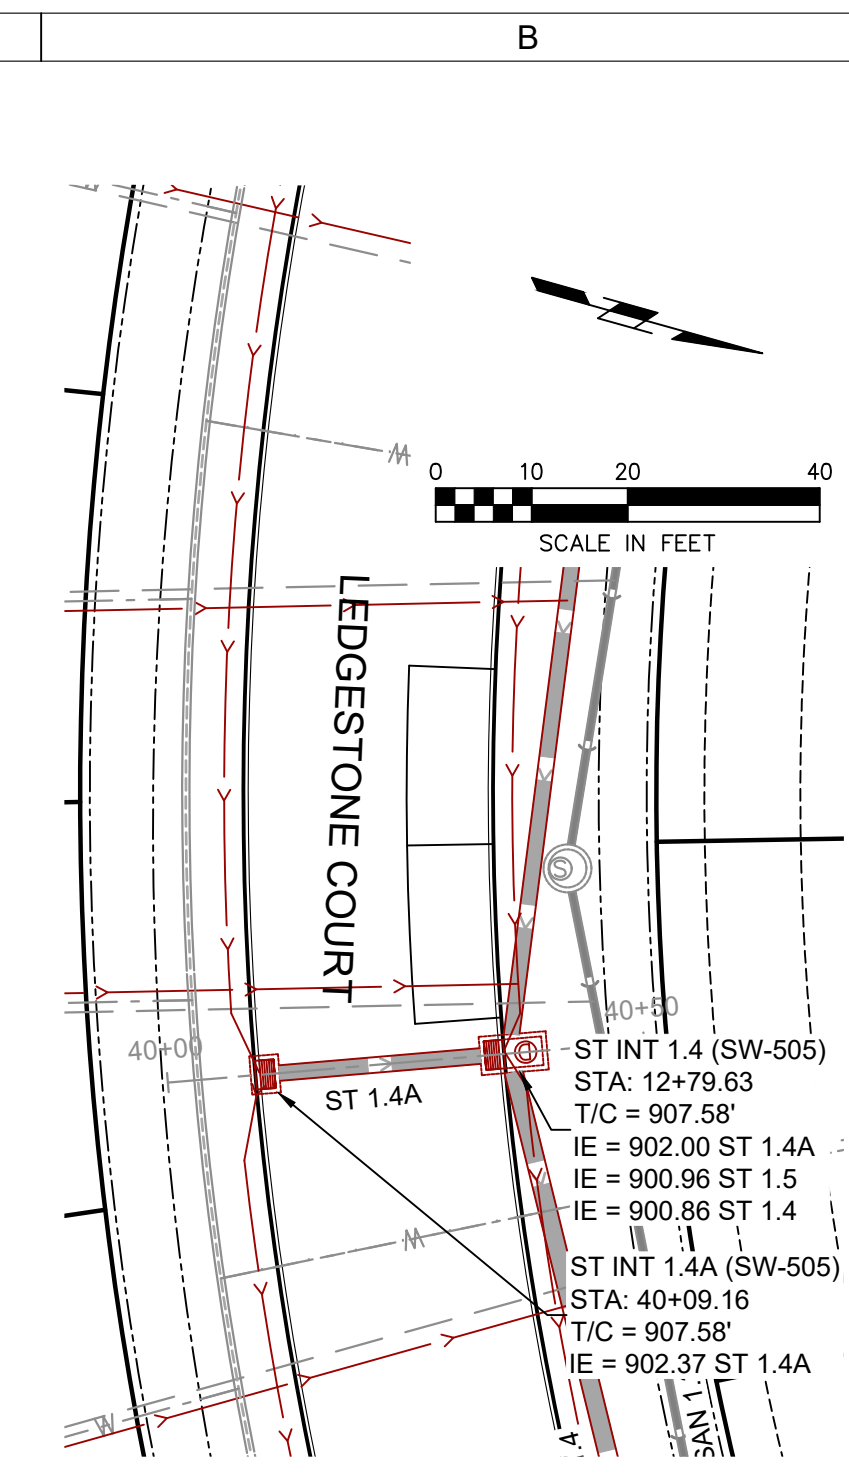 B
W
W
0 10 20 40
SCALE IN FEET
LEDGESTONE COURT
S
40+50
40+00
ST 1.4A
ST INT 1.4 (SW-505)
STA: 12+79.63
T/C = 907.58'
IE = 902.00 ST 1.4A
IE = 900.96 ST 1.5
IE = 900.86 ST 1.4
W
ST INT 1.4A (SW-505)
STA: 40+09.16
T/C = 907.58'
IE = 902.37 ST 1.4A
W
SAN 1.